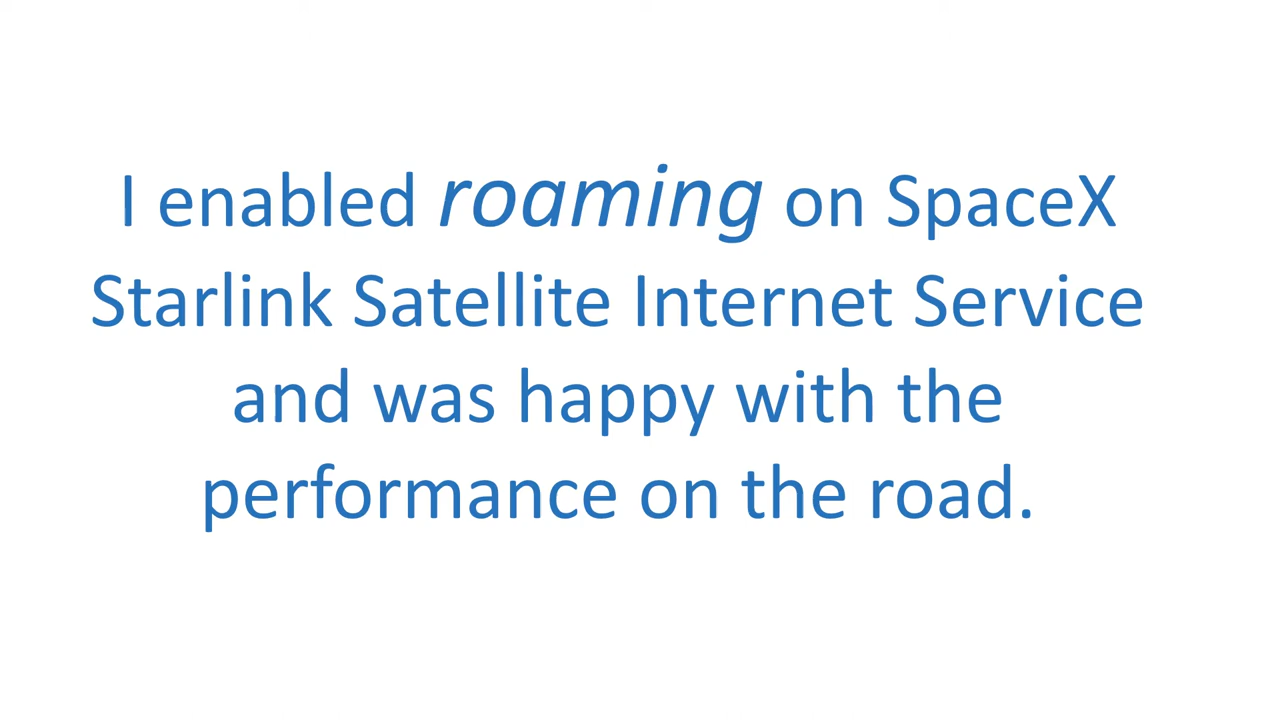 I enabled roaming on SpaceX
Starlink Satellite Internet Service
and was happy with the
performance on the road.